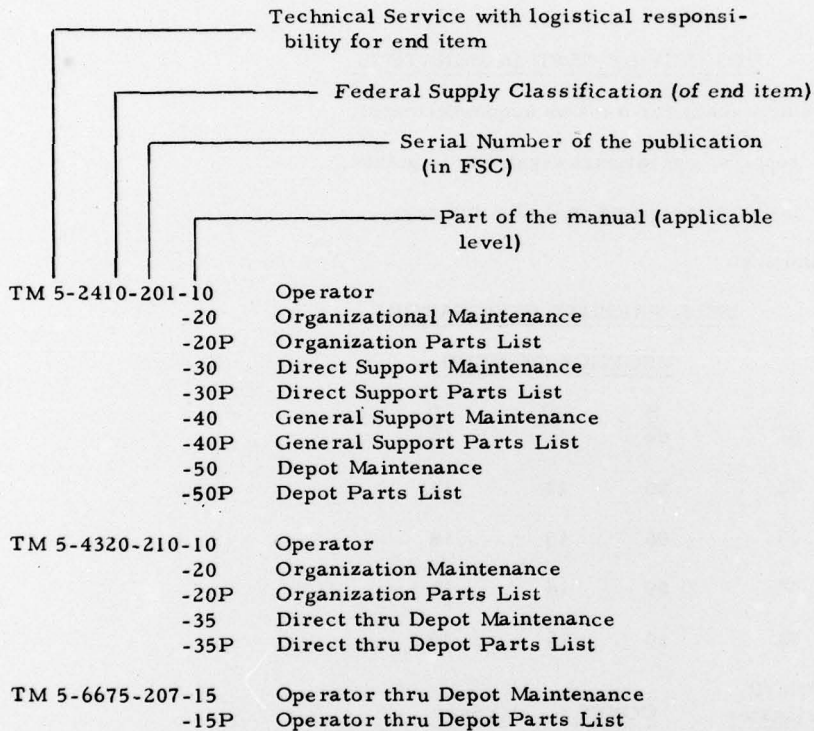 Technical Service with logistical responsi-
bility for end item
Federal Supply Classification (of end item)
Serial Number of the publication
(in FSC)
Part of the manual (applicable
level)
TM 5-2410-201-10 Operator
-20 Organizational Maintenance
-20P Organization Parts List
-30 Direct Support Maintenance
-30P Direct Support Parts List
-40 General Support Maintenance
-40P General Support Parts List
-50 Depot Maintenance
-50P Depot Parts List
TM 5-4320-210-10 Operator
-20 Organization Maintenance
-20P Organization Parts List
-35 Direct thru Depot Maintenance
-35P Direct thru Depot Parts List
TM 5-6675-207-15 Operator thru Depot Maintenance
-15P Operator thru Depot Parts List